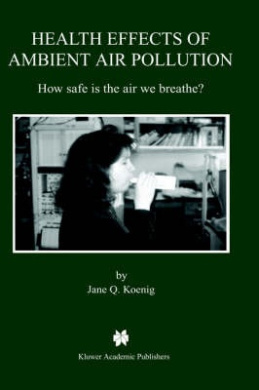 HEALTH EFFECTS OF
AMBIENT AIR POLLUTION
How safe is the air we breathe?
by
Jane Q. Koenig
Kluwer Academic Publishers